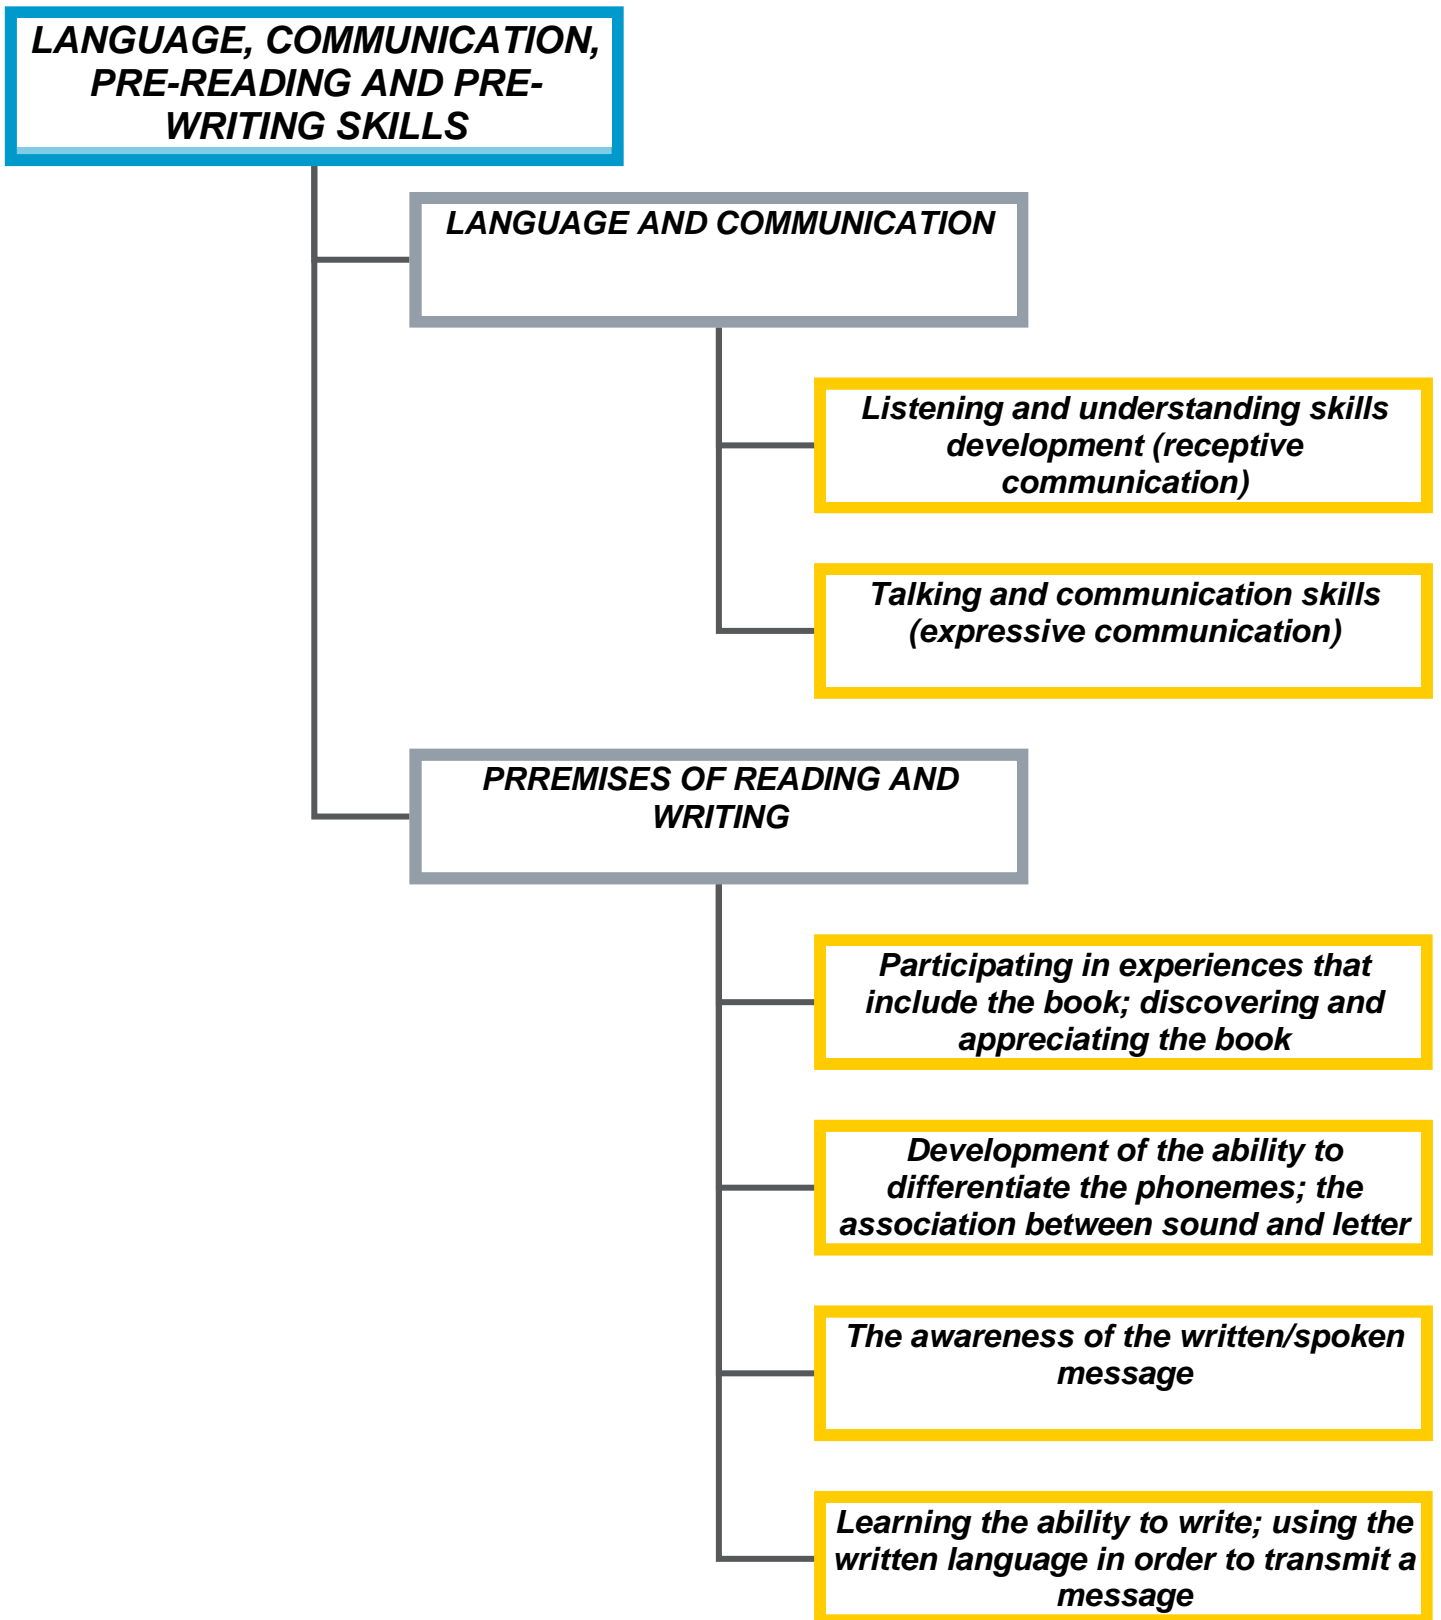 LANGUAGE, COMMUNICATION,
PRE-READING AND PRE-
WRITING SKILLS
LANGUAGE AND COMMUNICATION
Listening and understanding skills
development (receptive
communication)
Talking and communication skills
(expressive communication)
PRREMISES OF READING AND
WRITING
Participating in experiences that
include the book; discovering and
appreciating the book
Development of the ability to
differentiate the phonemes; the
association between sound and letter
The awareness of the written/spoken
message
Learning the ability to write; using the
written language in order to transmit a
message